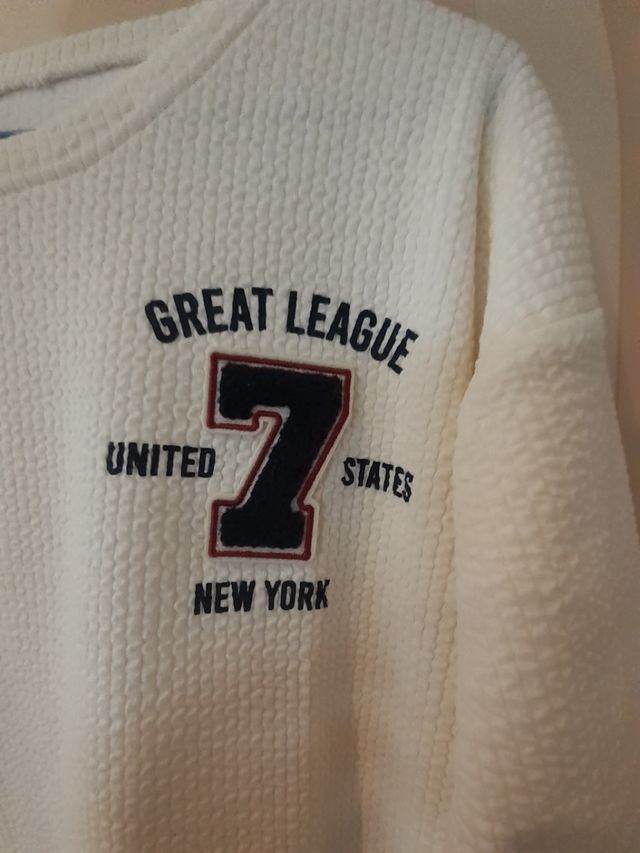 GREAT LEAGUE
UNITED 7 STATES
NEW YORK